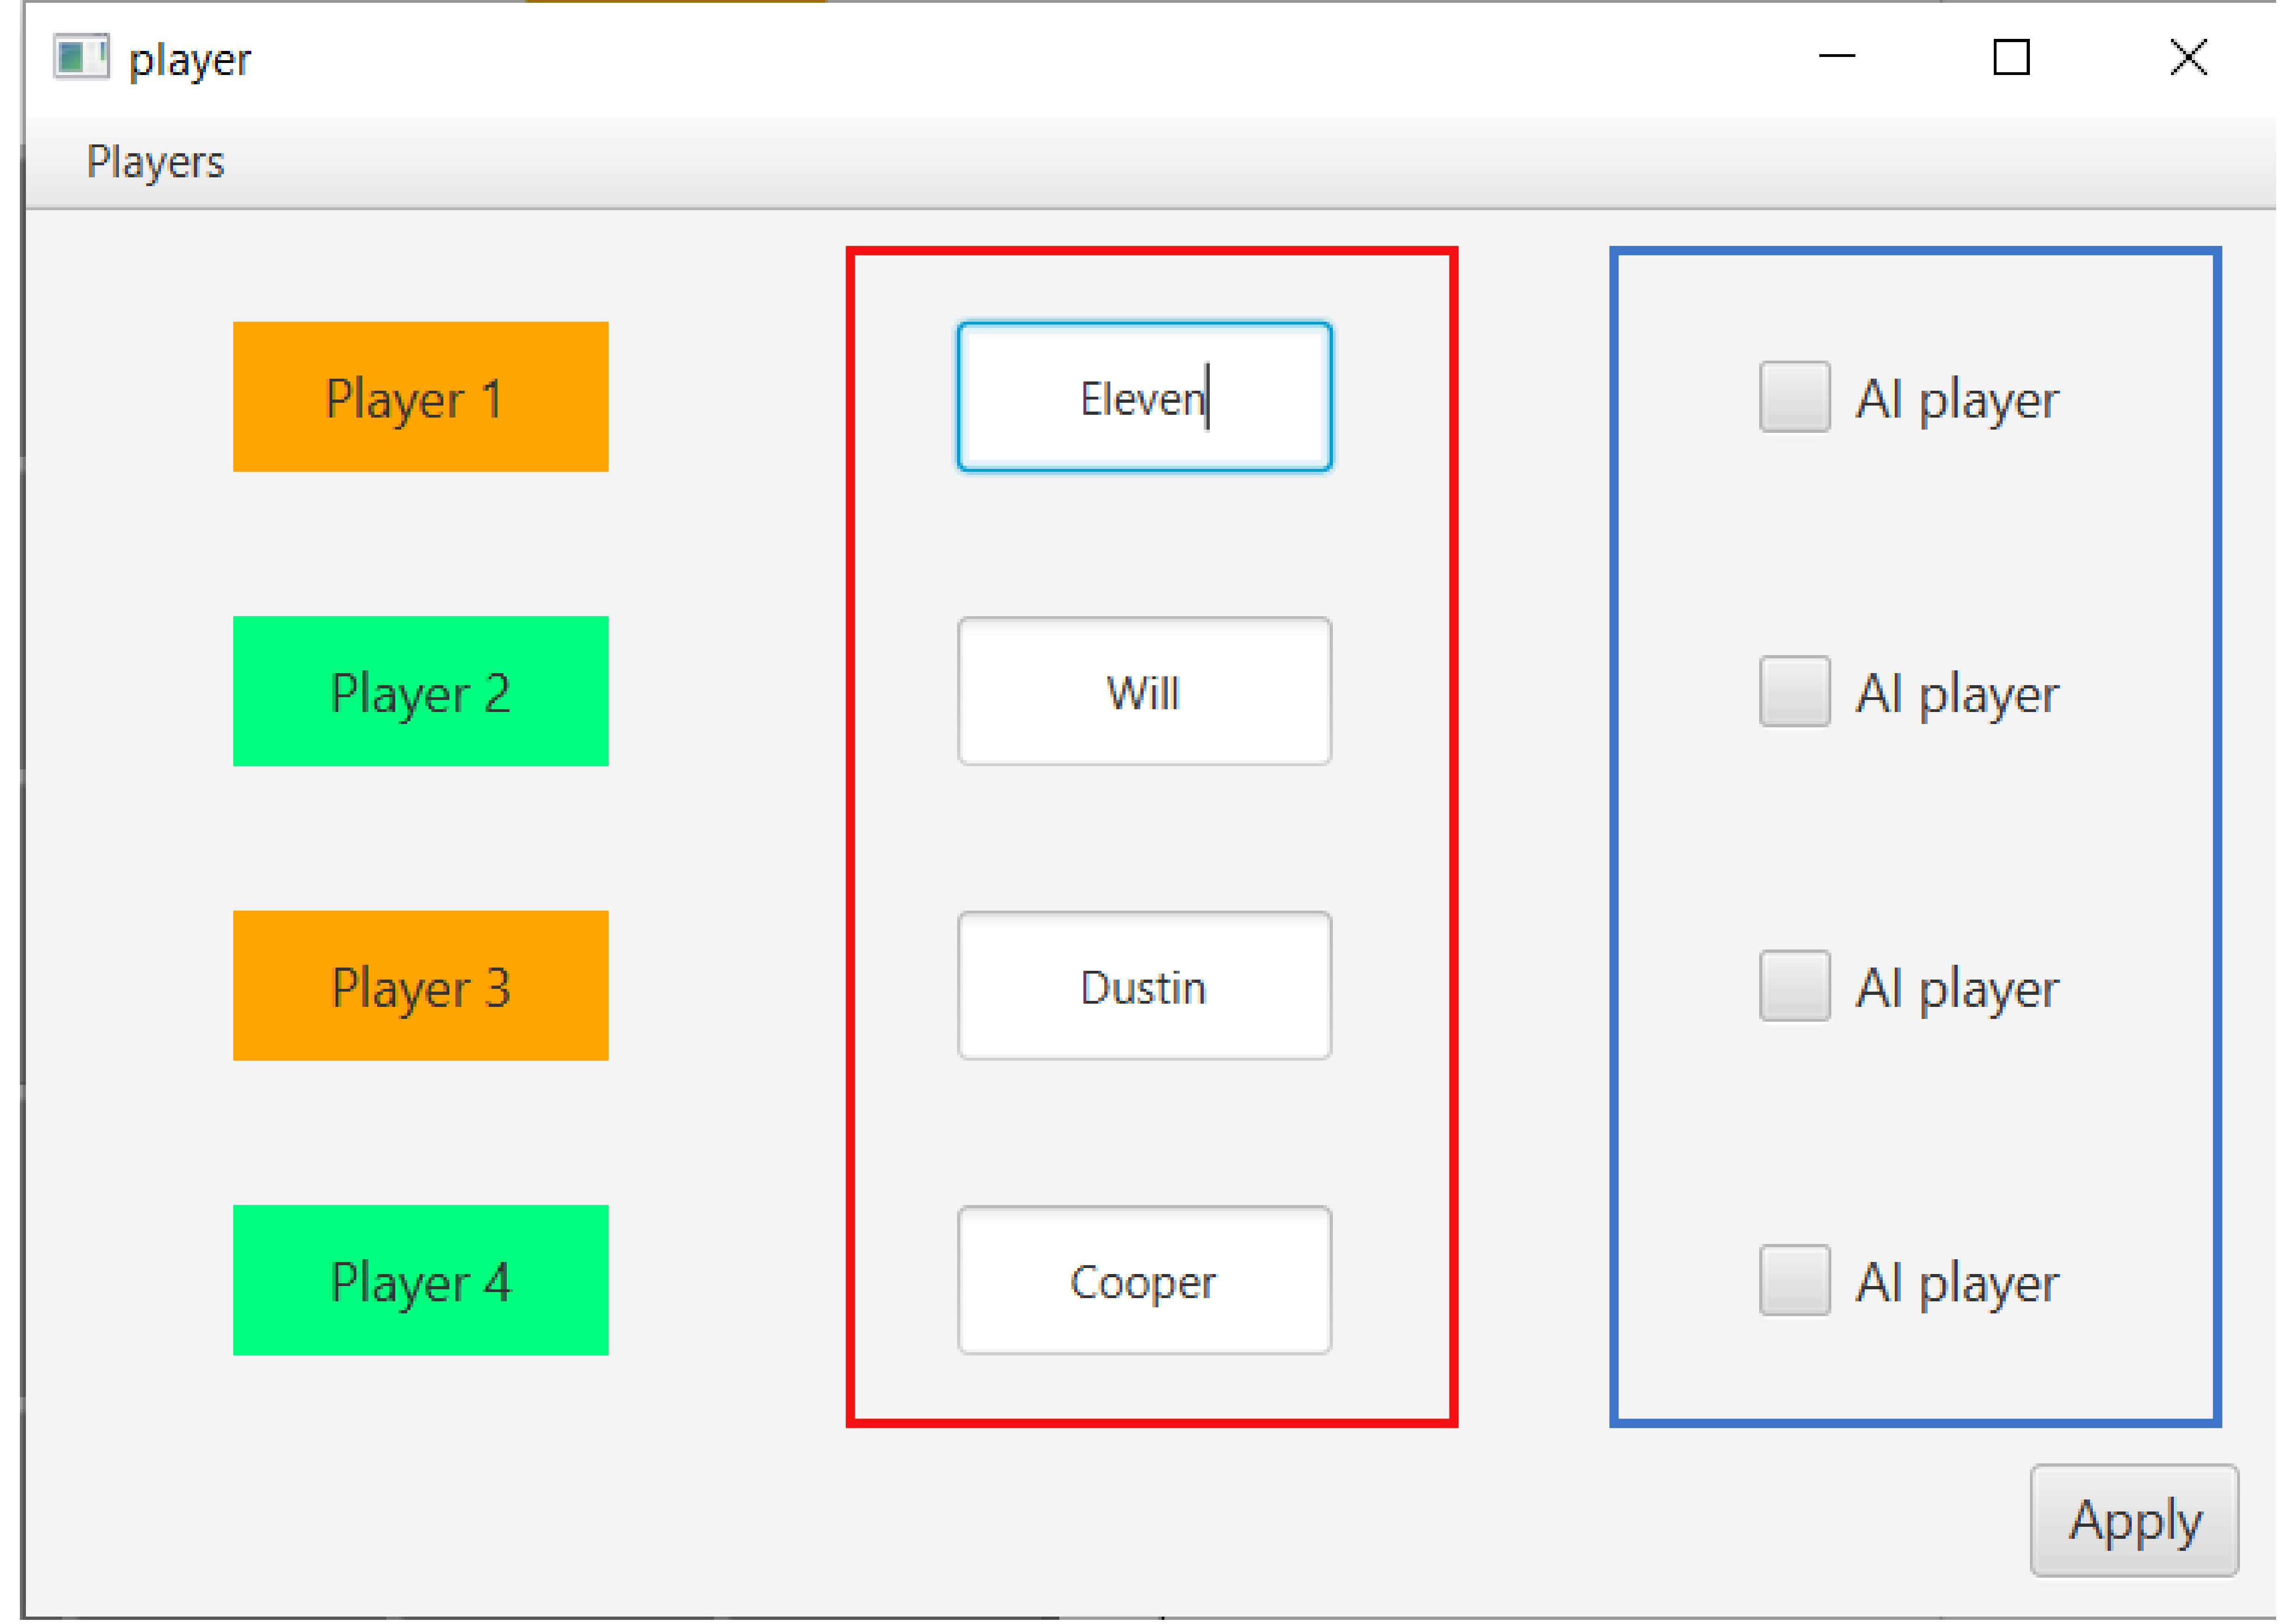 player
Players
Player 1 Eleven AI player
Player 2 Will AI player
Player 3 Dustin AI player
Player 4 Cooper AI player
Apply